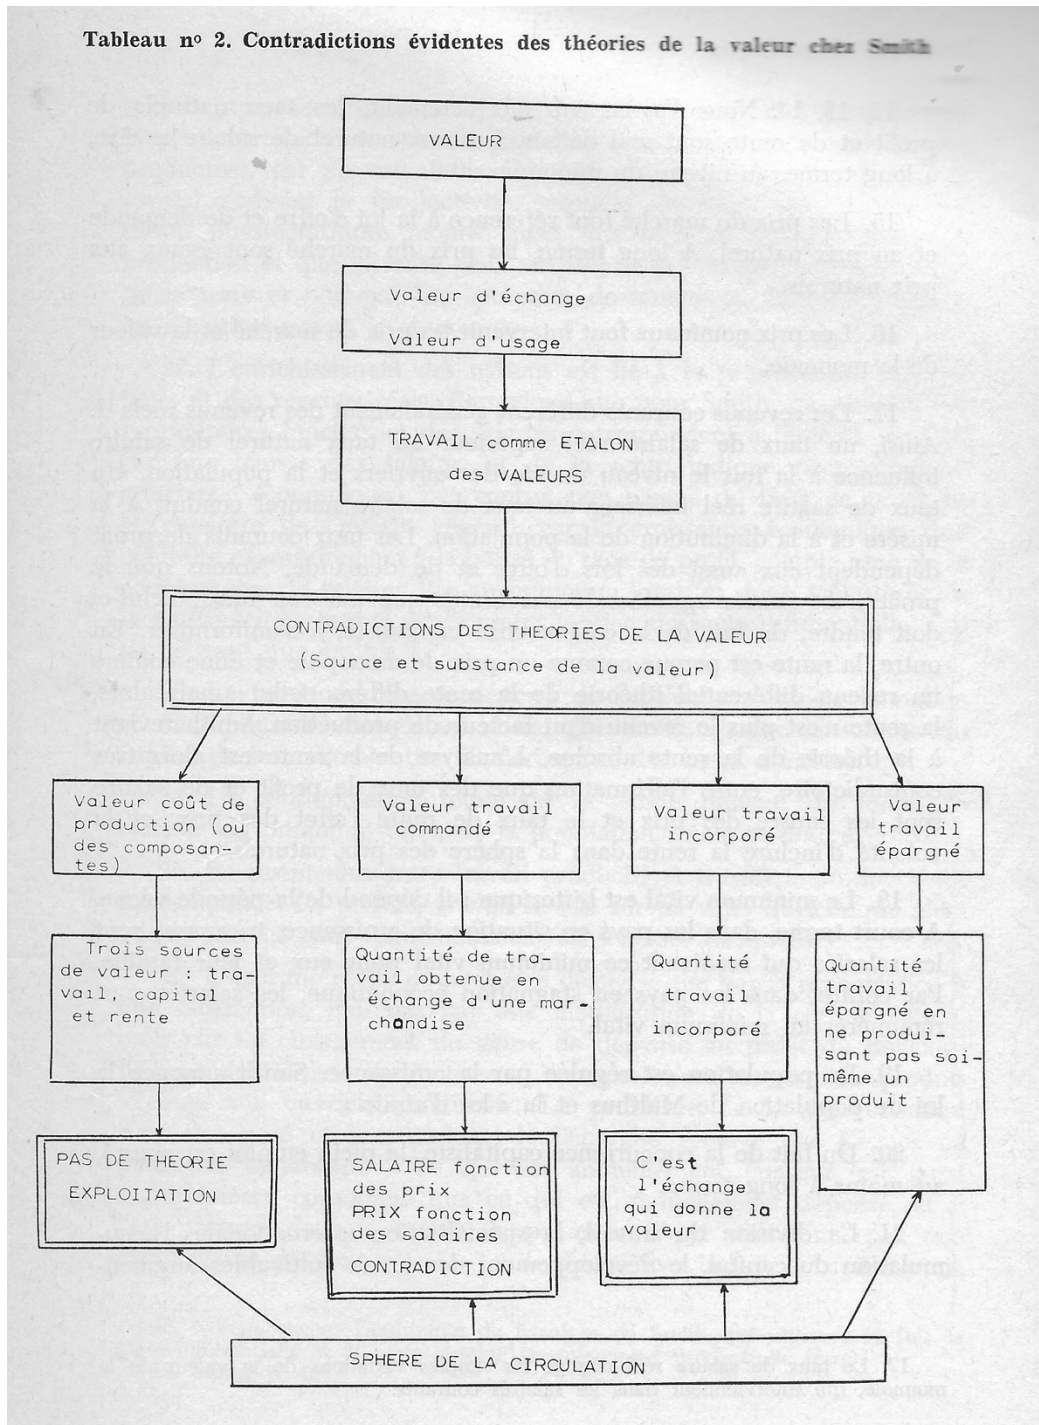 Tableau nº 2. Contradictions évidentes des théories de la valeur chez Smith
VALEUR
Valeur d'échange
Valeur d'usage
TRAVAIL comme ETALON
des VALEURS
CONTRADICTIONS DES THEORIES DE LA VALEUR
(Source et substance de la valeur)
Valeur coût de
production (ou
des composan-
tes)
Valeur travail
commandé
Valeur travail
incorporé
Valeur
travail
épargné
Trois sources
de valeur : tra-
vail, capital
et rente
Quantité de tra-
vail obtenue en
échange d'une mar-
chandise
Quantité
travail
incorporé
Quantité
travail
épargné en
ne produi-
sant pas soi-
même un
produit
PAS DE THEORIE
EXPLOITATION
SALAIRE fonction
des prix
PRIX fonction
des salaires
CONTRADICTION
C'est
l'échange
qui donne la
valeur
SPHERE DE LA CIRCULATION